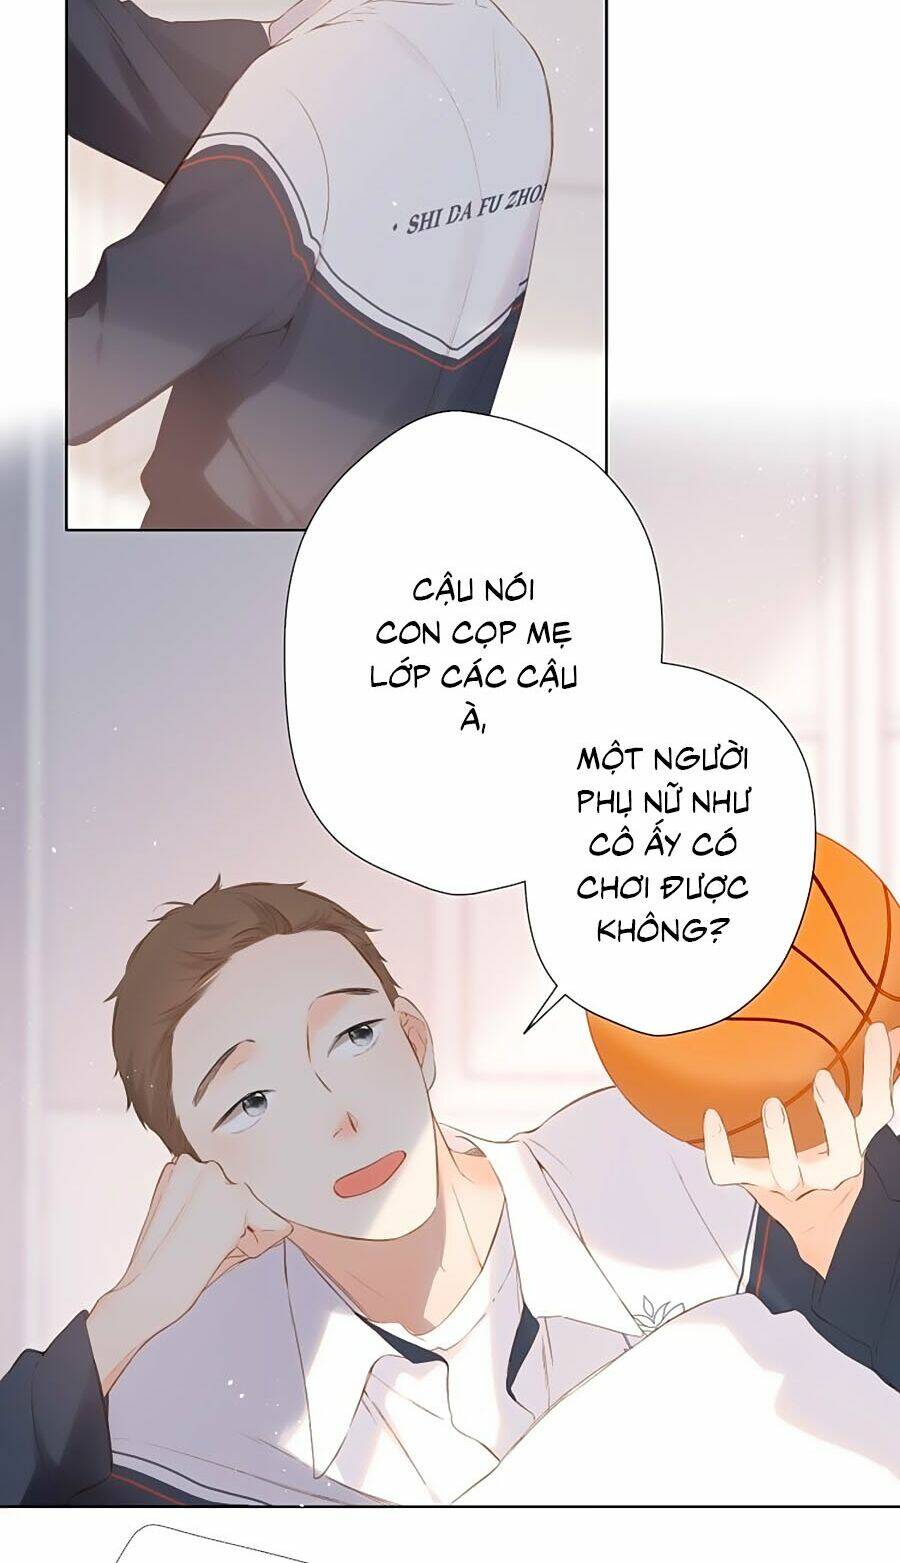 • SHI DA FU ZHO
CẬU NÓI
CON CỌP MẸ
LỚP CÁC CẬU
À,
MỘT NGƯỜI
PHỤ NỮ NHƯ
CÔ ẤY CÓ
CHƠI ĐƯỢC
KHÔNG?